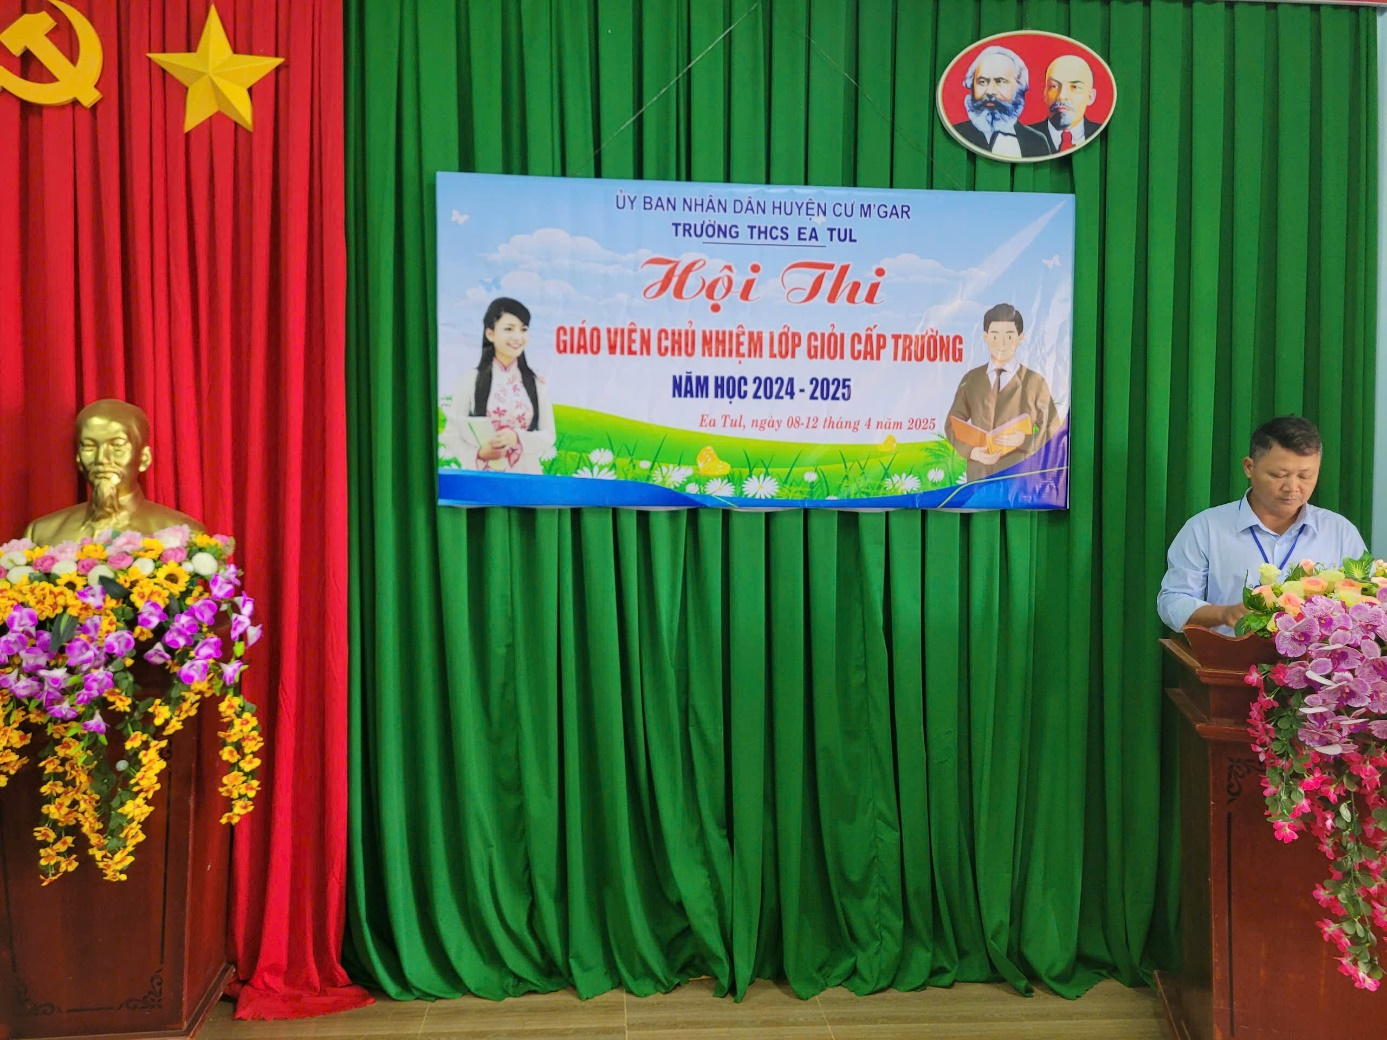 ỦY BAN NHÂN DÂN HUYỆN CƯ M'GAR
TRƯỜNG THCS EA TUL
Hội Thi
GIÁO VIÊN CHỦ NHIỆM LỚP GIỎI CẤP TRƯỜNG
NĂM HỌC 2024 - 2025
Ea Tul, ngày 08-12 tháng 4 năm 2025